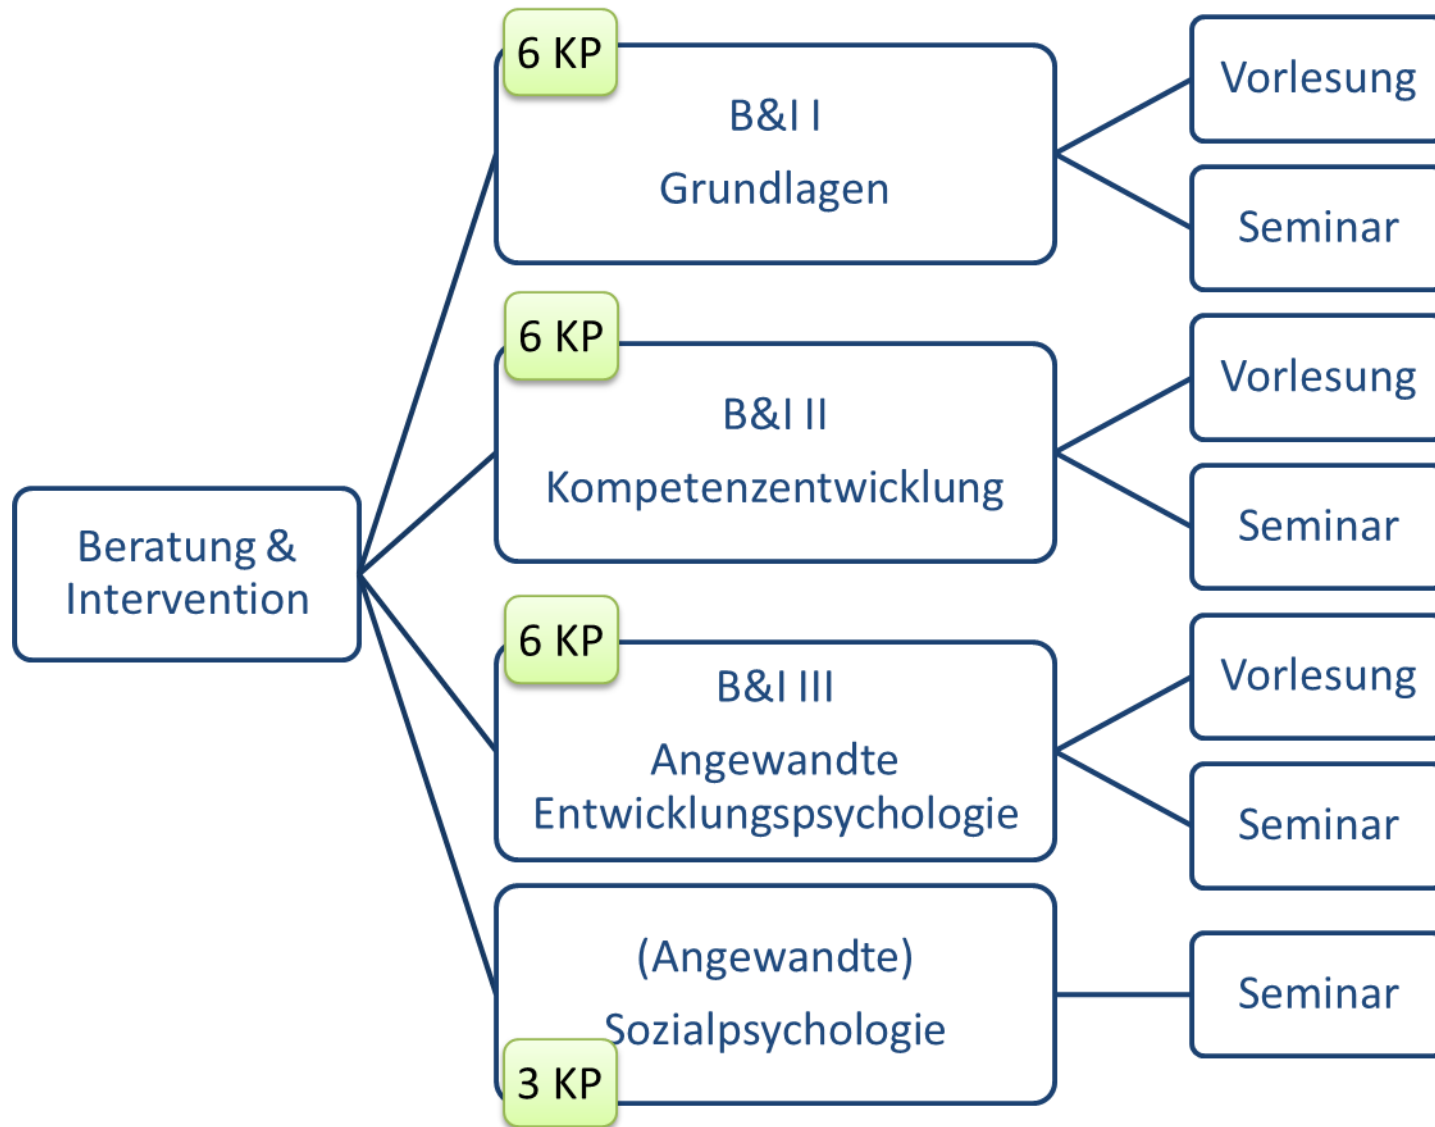 Beratung &
Intervention
6 KP
B&I I
Grundlagen
Vorlesung
Seminar
6 KP
B&I II
Kompetenzentwicklung
Vorlesung
Seminar
6 KP
B&I III
Angewandte
Entwicklungspsychologie
Vorlesung
Seminar
(Angewandte)
Sozialpsychologie
3 KP
Seminar